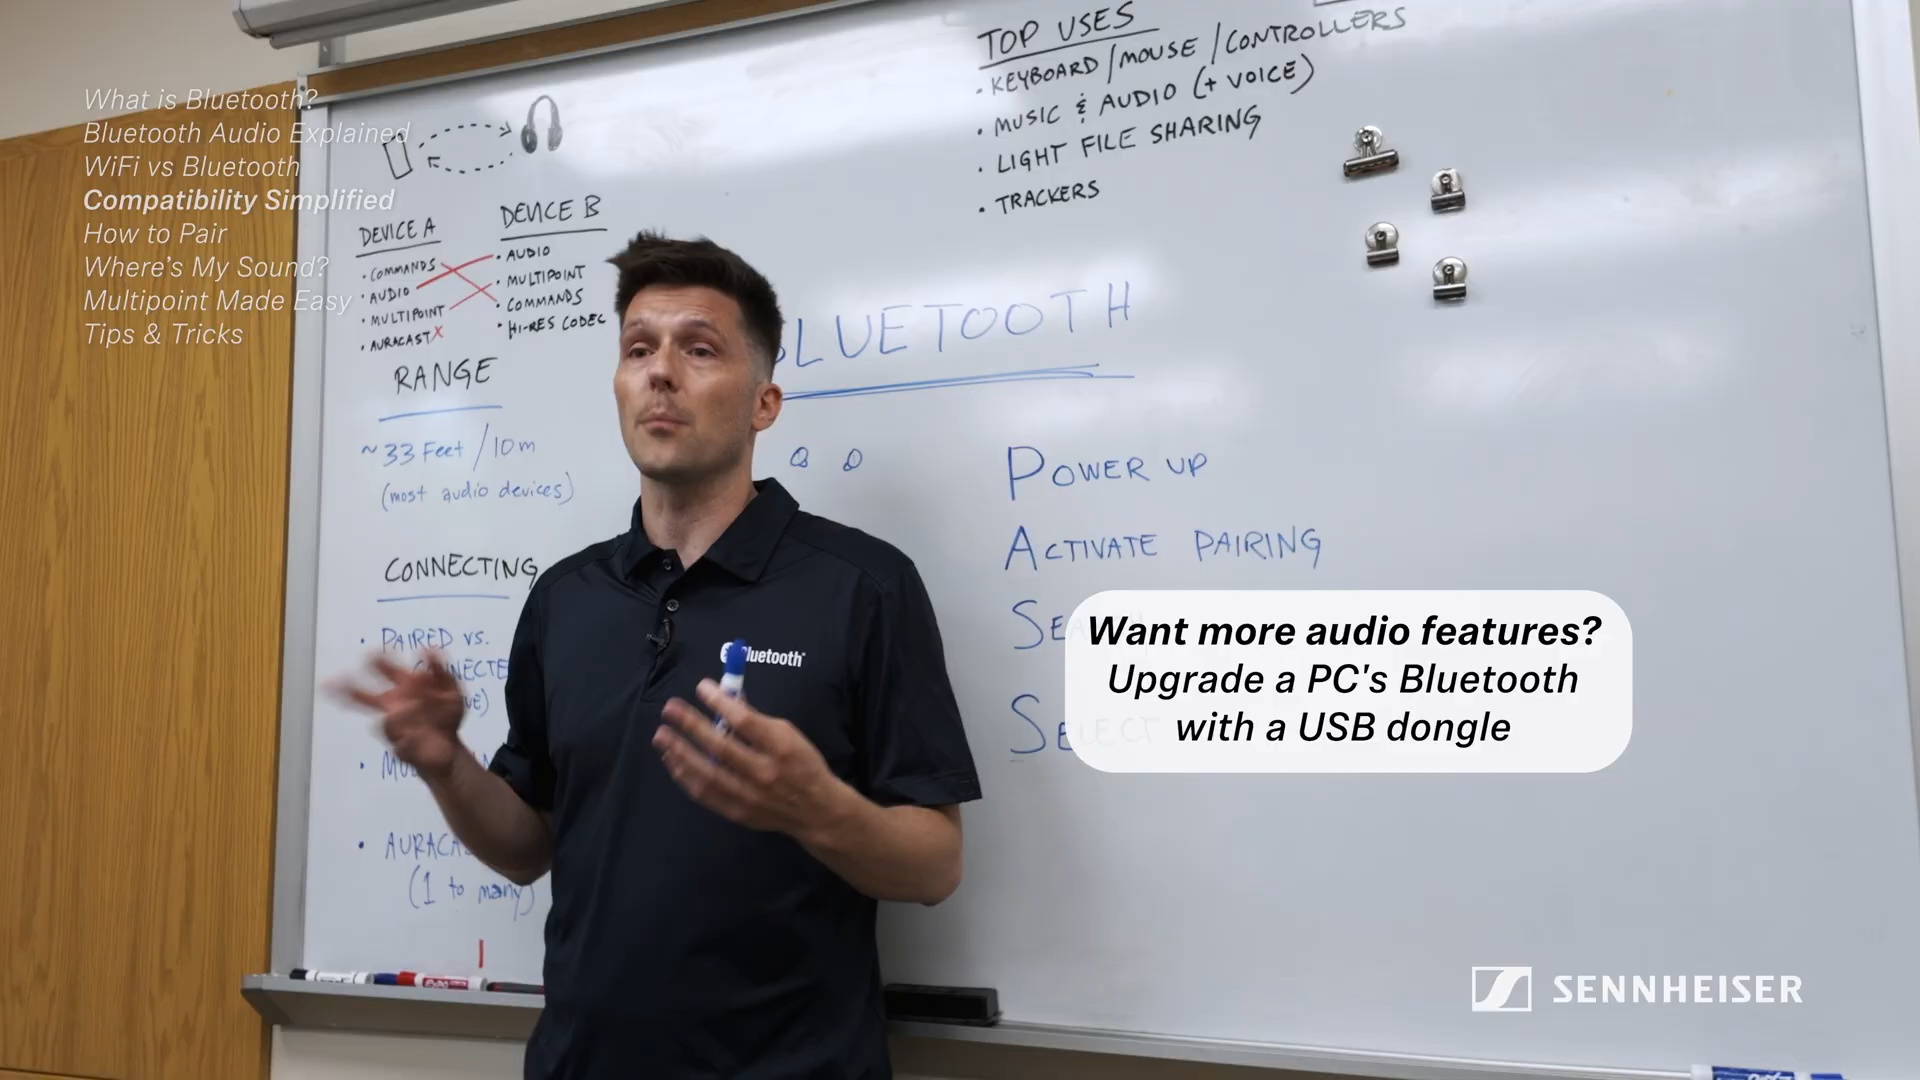 What is Bluetooth?
Bluetooth Audio Explained
WiFi vs Bluetooth
Compatibility Simplified
How to Pair
Where's My Sound?
Multipoint Made Easy
Tips & Tricks
DEVICE A
• COMMANDS
• AUDIO
• MULTIPOINT
• AURACAST X
DEVICE B
• AUDIO
• MULTIPOINT
• COMMANDS
• HI-RES CODEC
RANGE
~33 Feet / 10m
(most audio devices)
CONNECTING
• PAIRED VS.
• AURACA
(1 to many)
TOP USES
• KEYBOARD/MOUSE/CONTROLLERS
• MUSIC & AUDIO (+ VOICE)
• LIGHT FILE SHARING
• TRACKERS
LUETOOTH
POWER UP
ACTIVATE PAIRING
SELECT
Want more audio features?
Upgrade a PC's Bluetooth
with a USB dongle
luetooth
SENNHEISER